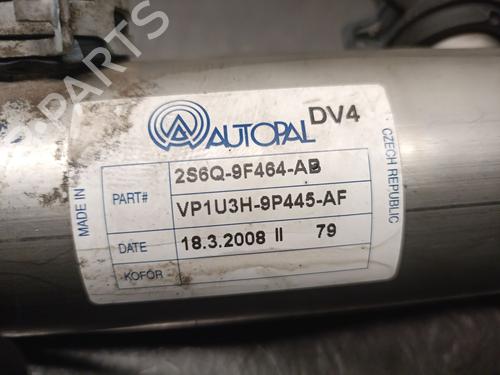 AUTOPAL
DV4
MADE IN
CZECH REPUBLIC
2S6Q-9F464-AB
PART#
VP1U3H-9P445-AF
DATE
18.3.2008 II 79
KOFOŘ
PARTS